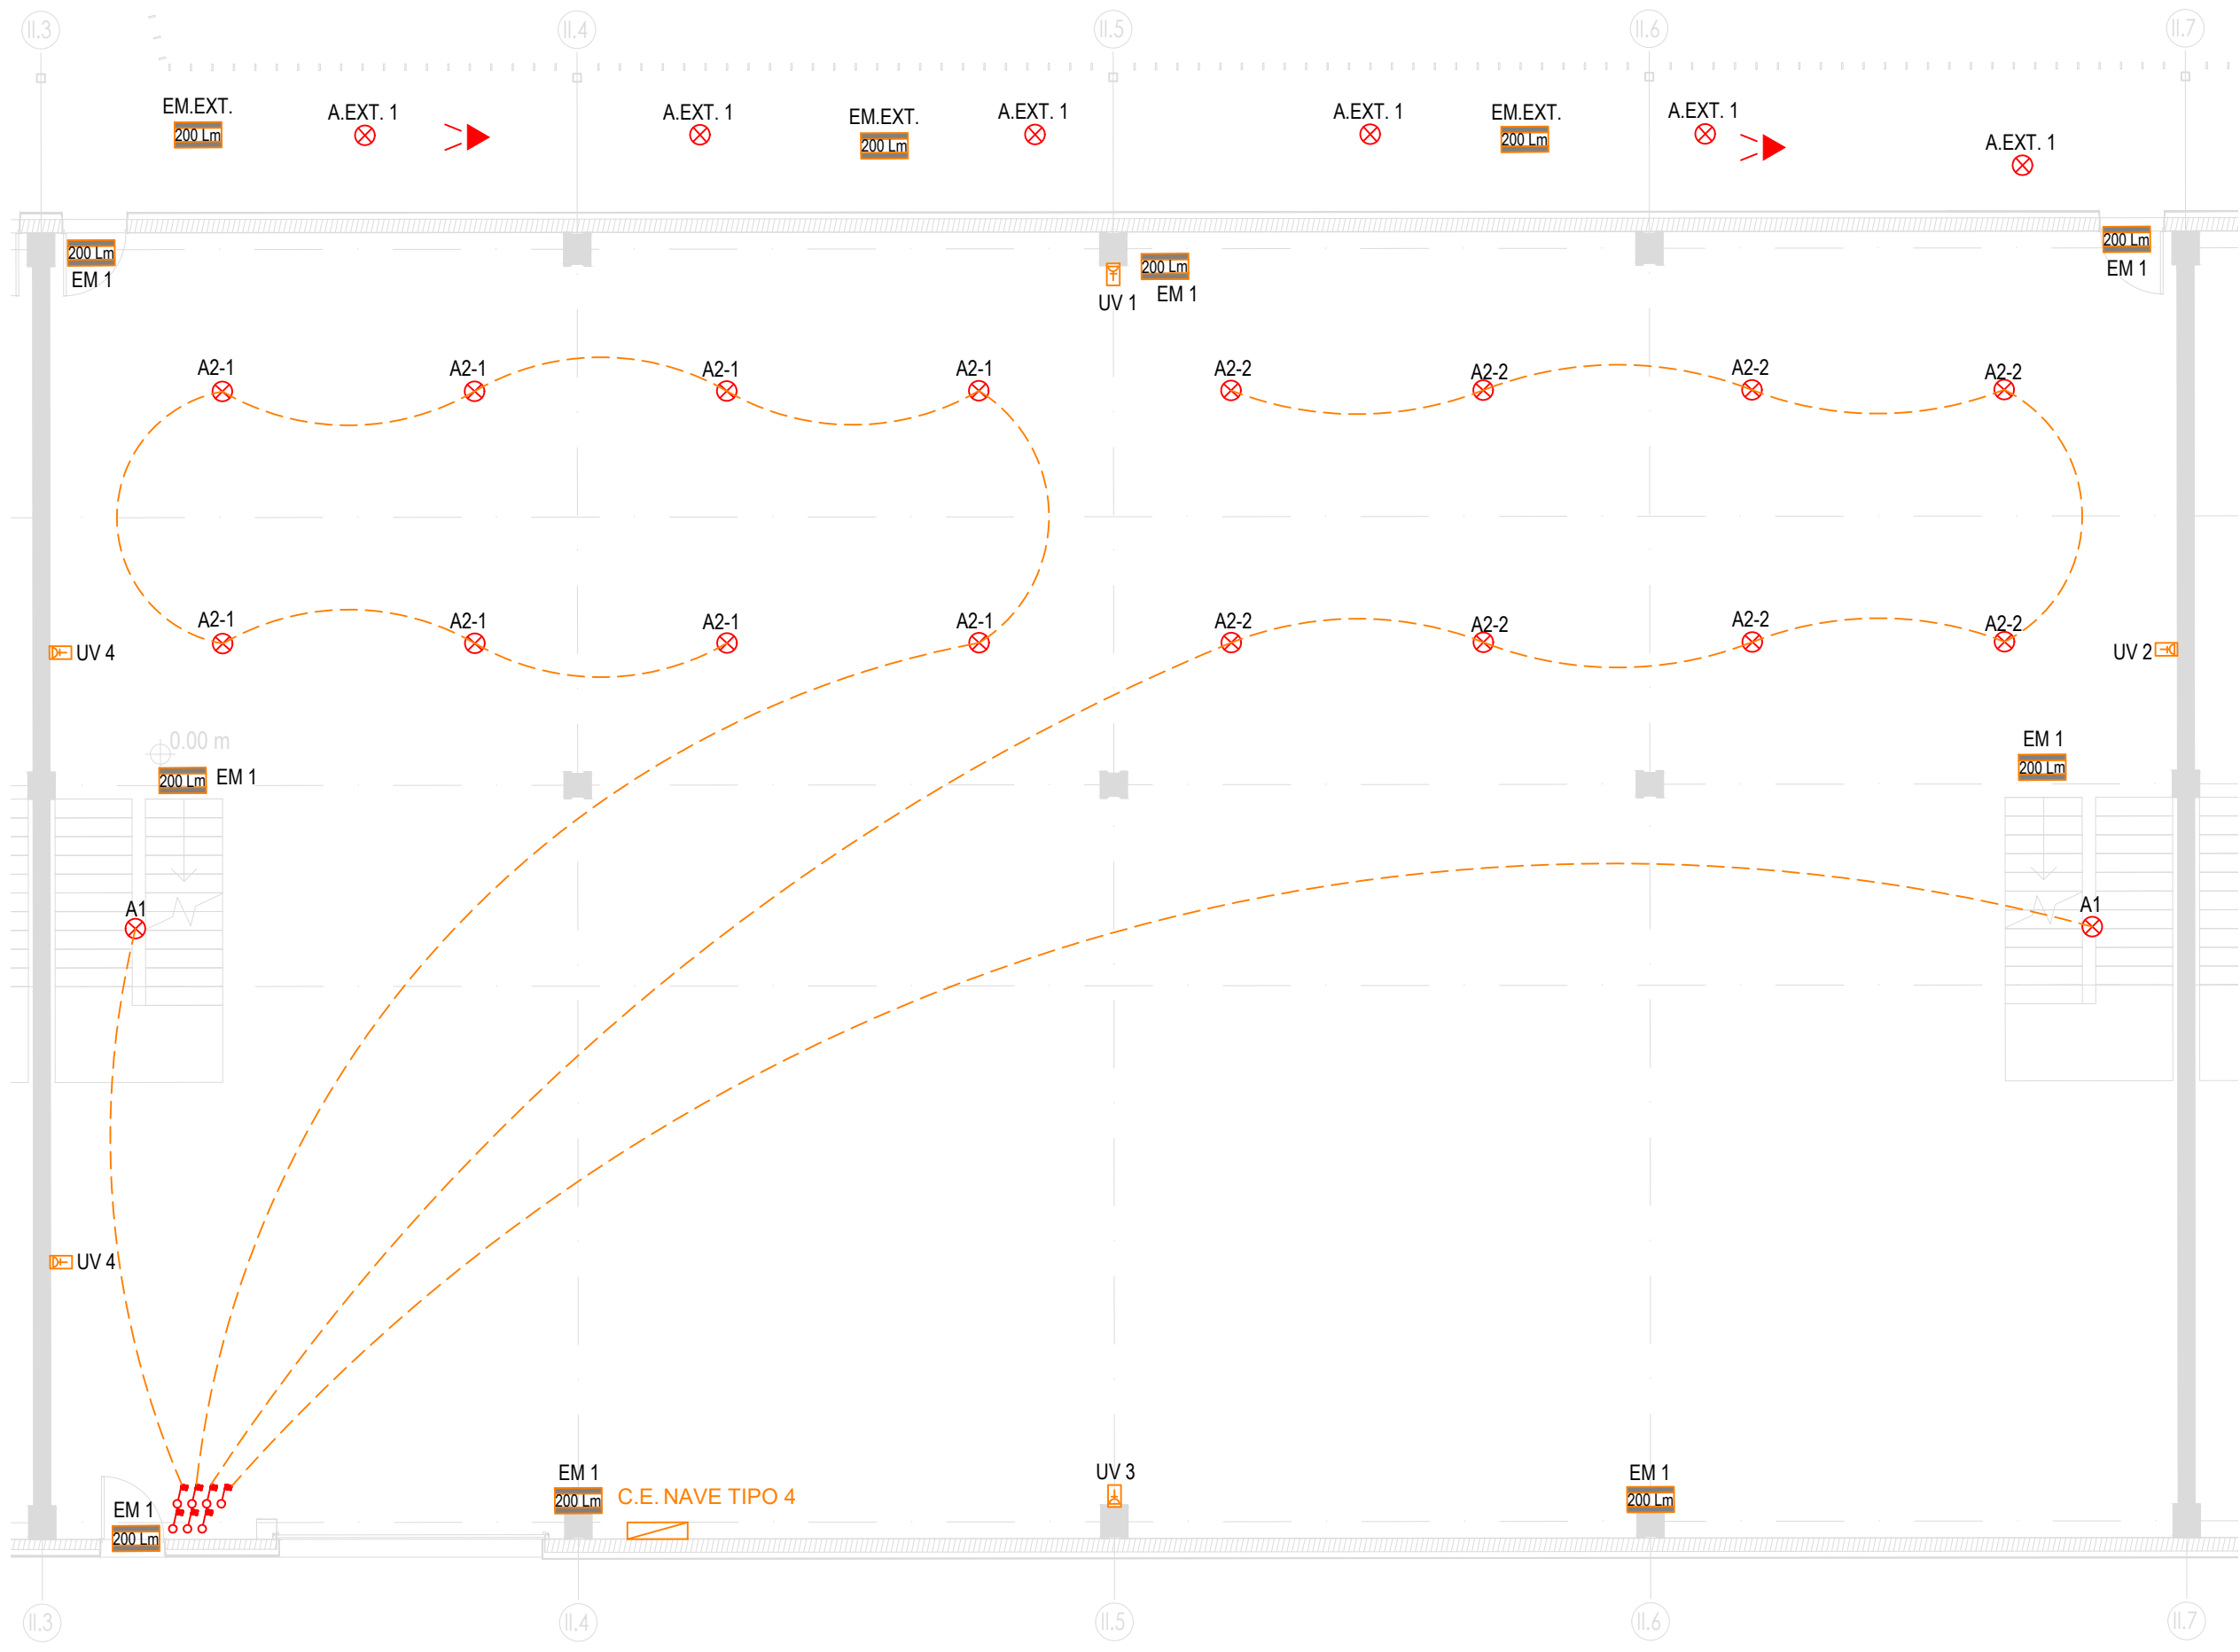 II.3 II.4 II.5 II.6 II.7
EM.EXT. A.EXT. 1 A.EXT. 1 EM.EXT. A.EXT. 1 A.EXT. 1 EM.EXT. A.EXT. 1 A.EXT. 1
200 Lm 200 Lm 200 Lm
200 Lm 200 Lm 200 Lm
EM 1 UV 1 EM 1 EM 1
A2-1 A2-1 A2-1 A2-1 A2-2 A2-2 A2-2 A2-2
A2-1 A2-1 A2-1 A2-1 A2-2 A2-2 A2-2 A2-2
UV 4 UV 2
0.00 m
EM 1
200 Lm EM 1 200 Lm
A1 A1
UV 4
EM 1 UV 3 EM 1
200 Lm C.E. NAVE TIPO 4 200 Lm
EM 1
200 Lm
II.3 II.4 II.5 II.6 II.7